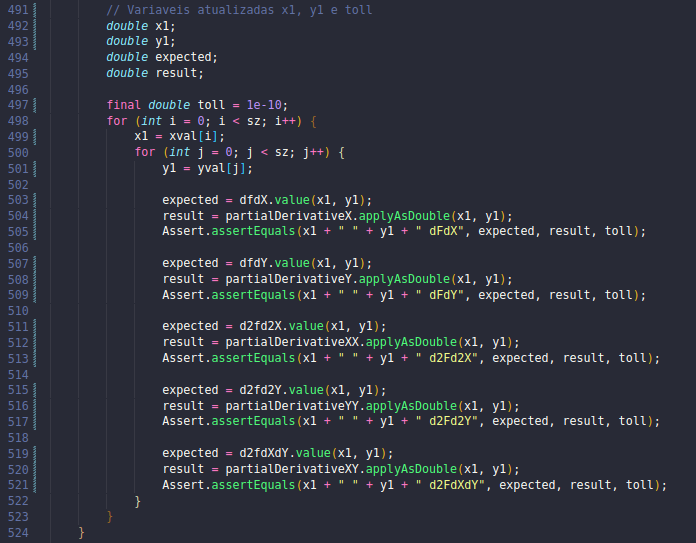 491 // Variaveis atualizadas x1, y1 e toll
492 double x1;
493 double y1;
494 double expected;
495 double result;
496
497 final double toll = 1e-10;
498 for (int i = 0; i < sz; i++) {
499 x1 = xval[i];
500 for (int j = 0; j < sz; j++) {
501 y1 = yval[j];
502
503 expected = dfdX.value(x1, y1);
504 result = partialDerivativeX.applyAsDouble(x1, y1);
505 Assert.assertEquals(x1 + " " + y1 + " dFdX", expected, result, toll);
506
507 expected = dfdY.value(x1, y1);
508 result = partialDerivativeY.applyAsDouble(x1, y1);
509 Assert.assertEquals(x1 + " " + y1 + " dFdY", expected, result, toll);
510
511 expected = d2fd2X.value(x1, y1);
512 result = partialDerivativeXX.applyAsDouble(x1, y1);
513 Assert.assertEquals(x1 + " " + y1 + " d2Fd2X", expected, result, toll);
514
515 expected = d2fd2Y.value(x1, y1);
516 result = partialDerivativeYY.applyAsDouble(x1, y1);
517 Assert.assertEquals(x1 + " " + y1 + " d2Fd2Y", expected, result, toll);
518
519 expected = d2fdXdY.value(x1, y1);
520 result = partialDerivativeXY.applyAsDouble(x1, y1);
521 Assert.assertEquals(x1 + " " + y1 + " d2FdXdY", expected, result, toll);
522 }
523 }
524 }